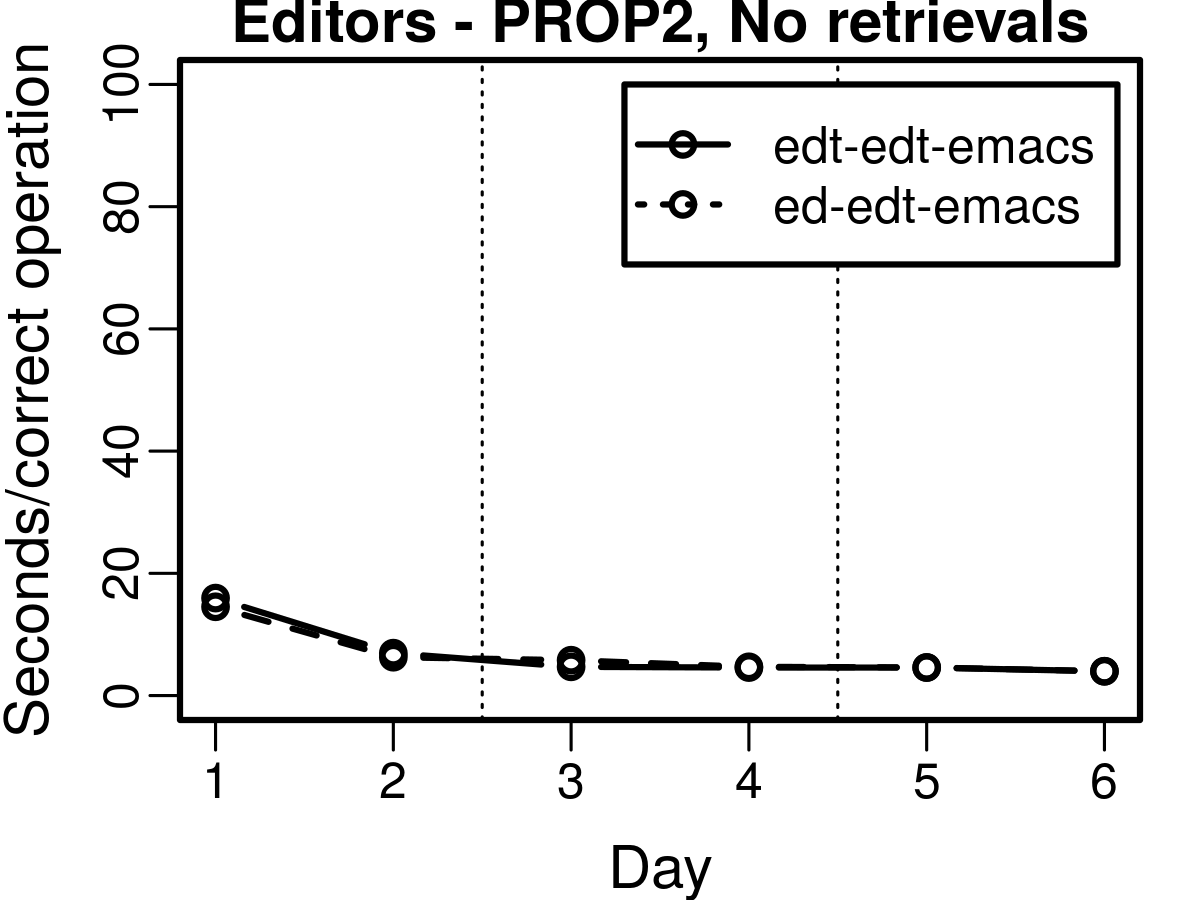 Editors - PROP2, No retrievals
Seconds/correct operation
100
80
60
40
20
0
edt-edt-emacs
ed-edt-emacs
1 2 3 4 5 6
Day